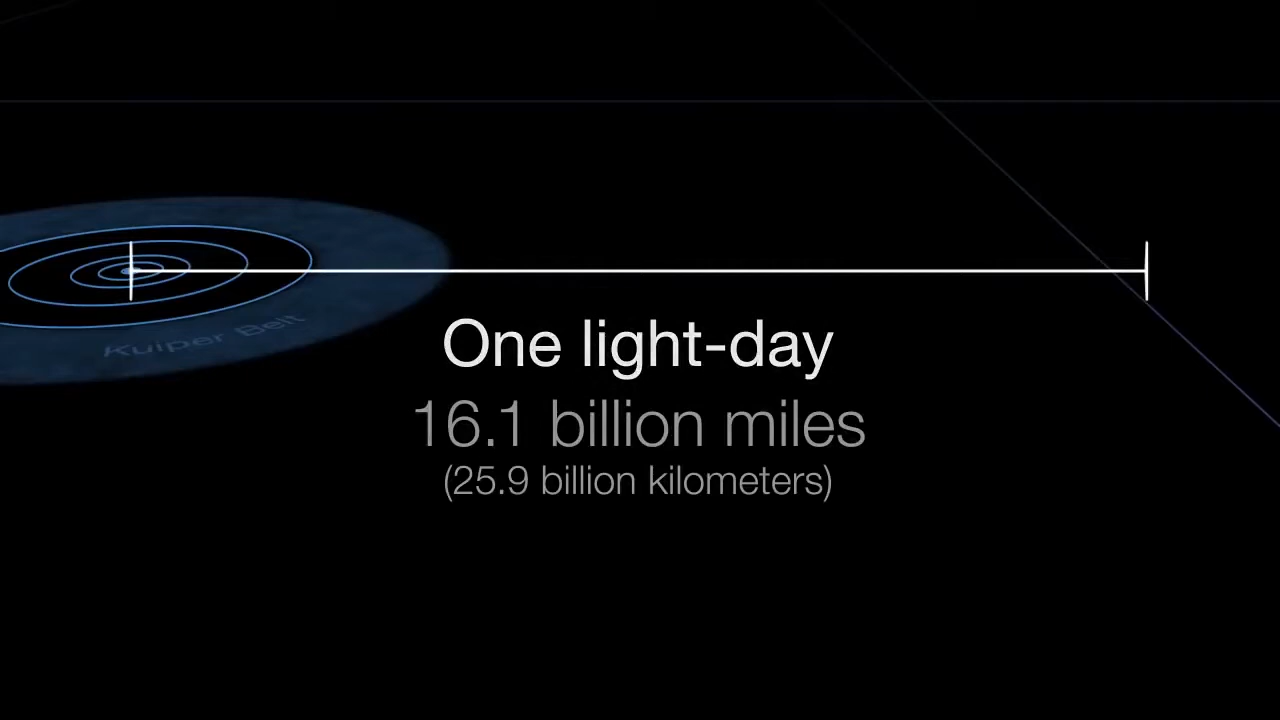 Kuiper Belt
One light-day
16.1 billion miles
(25.9 billion kilometers)